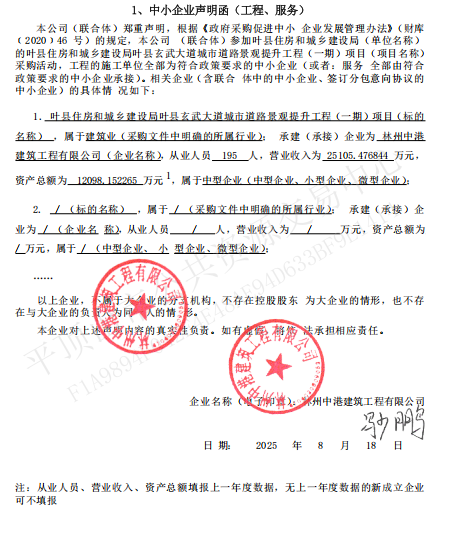 1、中小企业声明函（工程、服务）
本公司（联合体）郑重声明，根据《政府采购促进中小 企业发展管理办法》（财库
（2020）46 号）的规定，本公司 （联合体）参加叶县住房和城乡建设局（单位名称）
的叶县住房和城乡建设局叶县玄武大道城市道路景观提升工程（一期）项目（项目名称）
采购活动，工程的施工单位全部为符合政策要求的中小企业（或者：服务 全部由符合
政策要求的中小企业承接）。相关企业（含联合 体中的中小企业、签订分包意向协议的
中小企业）的具体情 况如下：
1．叶县住房和城乡建设局叶县玄武大道城市道路景观提升工程（一期）项目（标的
名称） ，属于建筑业（采购文件中明确的所属行业）； 承建（承接）企业为 林州中港
建筑工程有限公司（企业名称），从业人员 195 人，营业收入为 25105.476844 万元，
资产总额为 12098.152265 万元 1，属于中型企业（中型企业、小型企业、微型企业）；
2. /（标的名称） ，属于 /（采购文件中明确的所属行业）； 承建（承接）企
业为 /（企业名 称），从业人员 / 人，营业收入为 / 万元，资产总额为
/万元，属于 /（中型企业、 小 型企业、微型企业）；
……
以上企业，不属于大企业的分支机构，不存在控股股东 为大企业的情形，也不存
在与大企业的负责人为同一人的情 形。
本企业对上述声明内容的真实性负责。如有虚假，将依 法承担相应责任。
企业名称（电子印章）：林州中港建筑工程有限公司
日 期： 2025 年 8 月 18 日
注：从业人员、营业收入、资产总额填报上一年度数据，无上一年度数据的新成立企业
可不填报